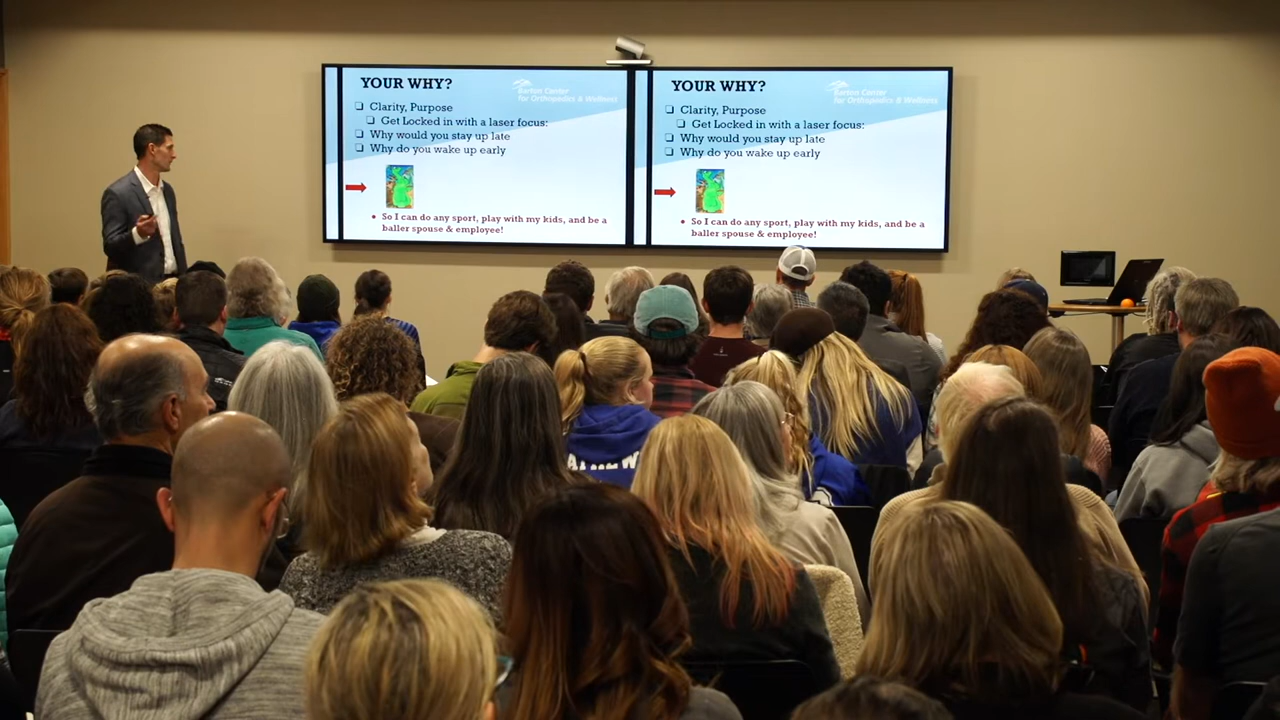 YOUR WHY?
Barton Center
for Orthopedics & Wellness
❑ Clarity, Purpose
❑ Get Locked in with a laser focus:
❑ Why would you stay up late
❑ Why do you wake up early
• So I can do any sport, play with my kids, and be a
baller spouse & employee!
YOUR WHY?
Barton Center
for Orthopedics & Wellness
❑ Clarity, Purpose
❑ Get Locked in with a laser focus:
❑ Why would you stay up late
❑ Why do you wake up early
• So I can do any sport, play with my kids, and be a
baller spouse & employee!